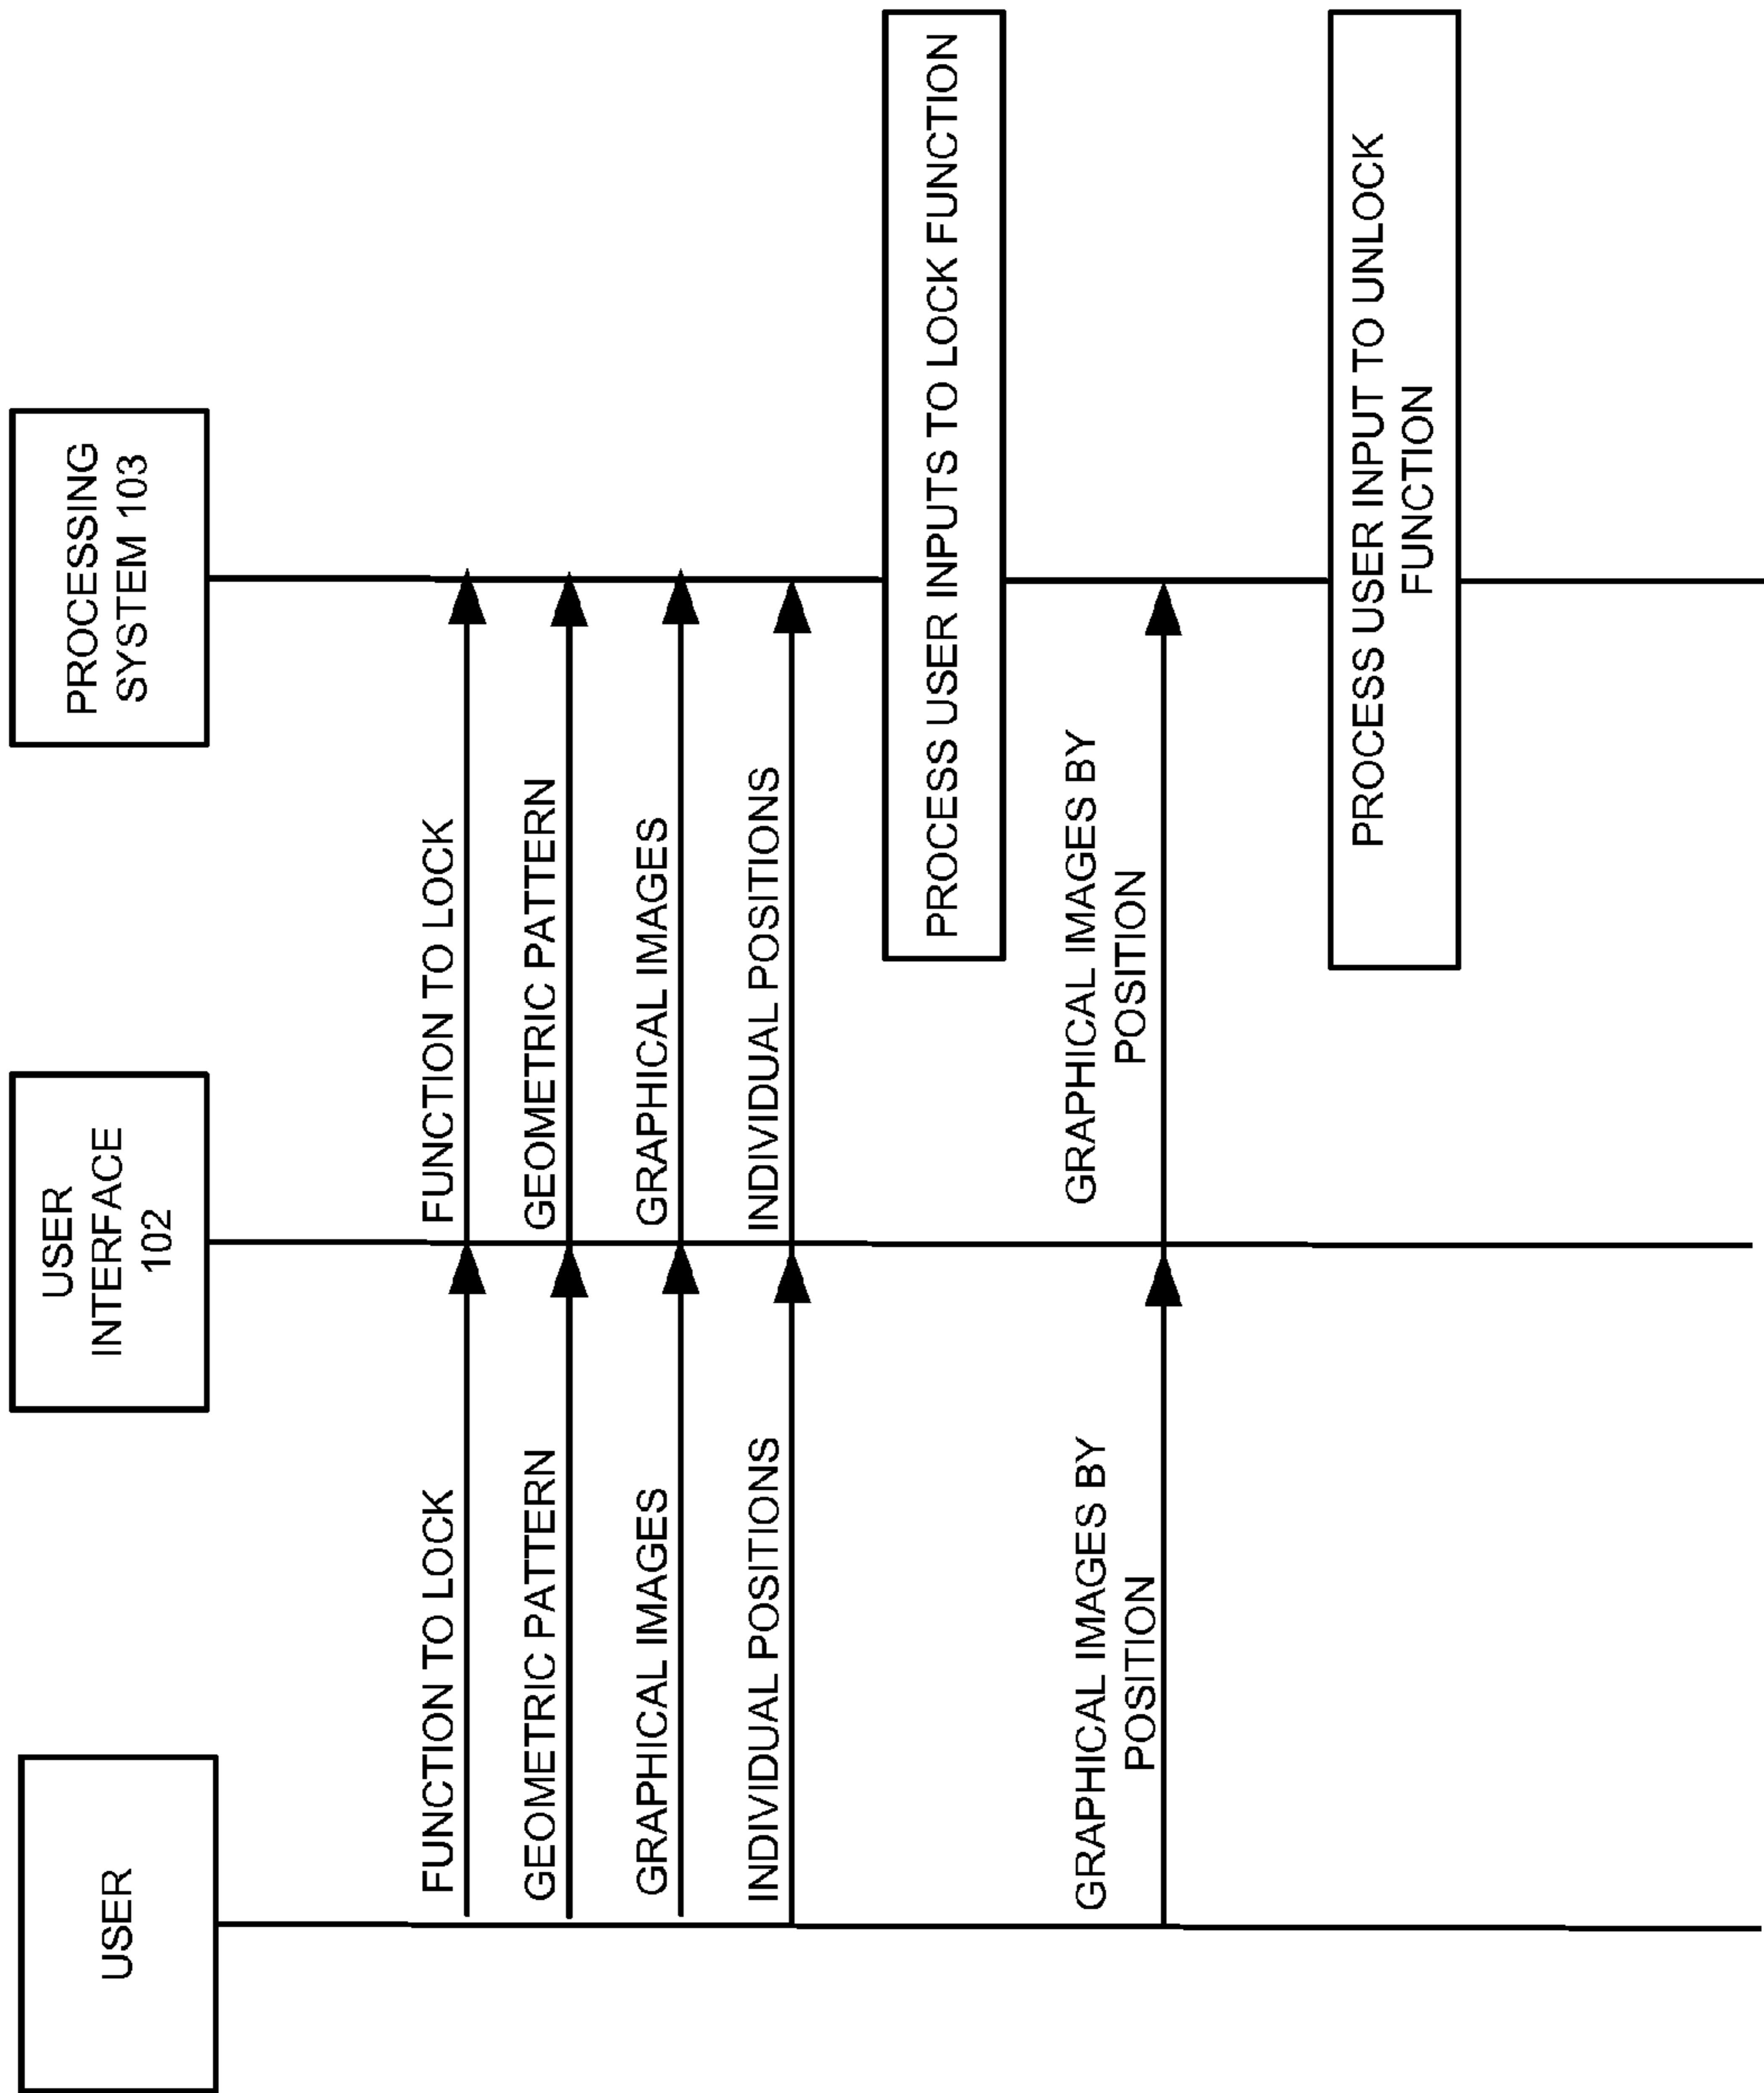 USER
USER
INTERFACE
102
PROCESSING
SYSTEM 103
FUNCTION TO LOCK
FUNCTION TO LOCK
GEOMETRIC PATTERN
GEOMETRIC PATTERN
GRAPHICAL IMAGES
GRAPHICAL IMAGES
INDIVIDUAL POSITIONS
INDIVIDUAL POSITIONS
PROCESS USER INPUTS TO LOCK FUNCTION
GRAPHICAL IMAGES BY
POSITION
GRAPHICAL IMAGES BY
POSITION
PROCESS USER INPUT TO UNLOCK
FUNCTION